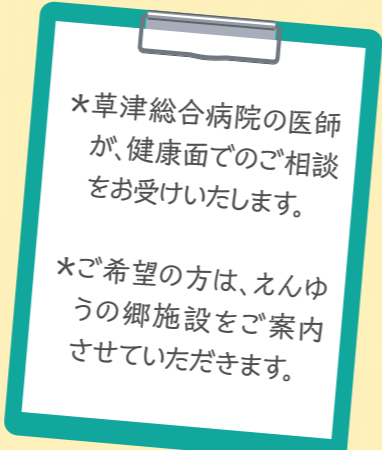 ＊草津総合病院の医師
が、健康面でのご相談
をお受けいたします。
＊ご希望の方は、えんゆ
うの郷施設をご案内
させていただきます。